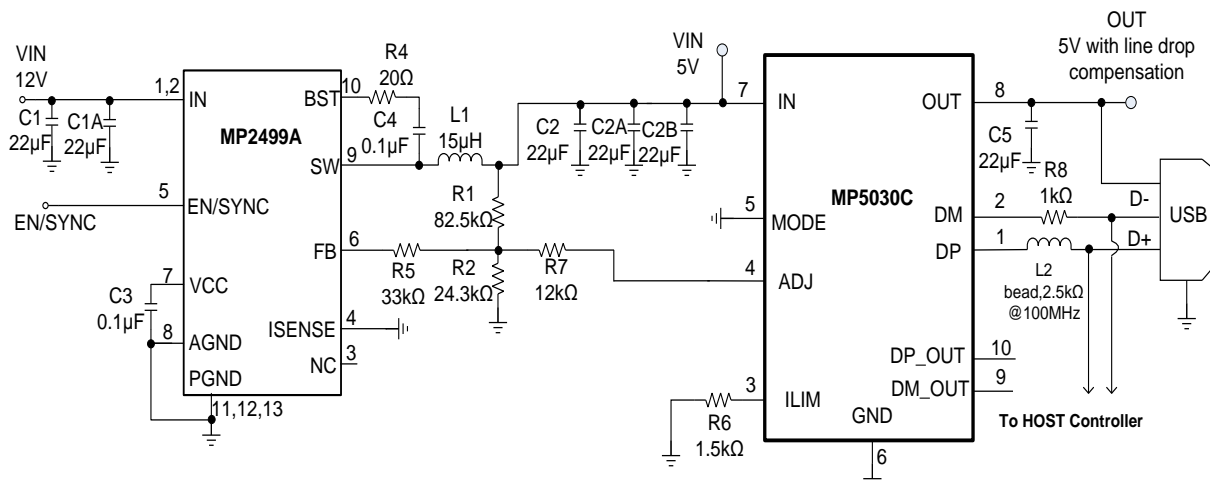 VIN
12V
C1
22μF
C1A
22μF
1,2
IN
MP2499A
EN/SYNC
5
EN/SYNC
7
VCC
C3
0.1μF
8
AGND
PGND
11,12,13
10
BST
R4
20Ω
C4
0.1μF
9
SW
L1
15μH
R1
82.5kΩ
6
FB
R5
33kΩ
R2
24.3kΩ
R7
12kΩ
4
ISENSE
3
NC
VIN
5V
C2
22μF
C2A
22μF
C2B
22μF
7
IN
MP5030C
5
MODE
4
ADJ
3
ILIM
R6
1.5kΩ
GND
6
OUT
5V with line drop
compensation
8
OUT
C5
22μF
R8
1kΩ
2
DM
D-
USB
1
DP
D+
L2
bead,2.5kΩ
@100MHz
10
DP_OUT
9
DM_OUT
To HOST Controller